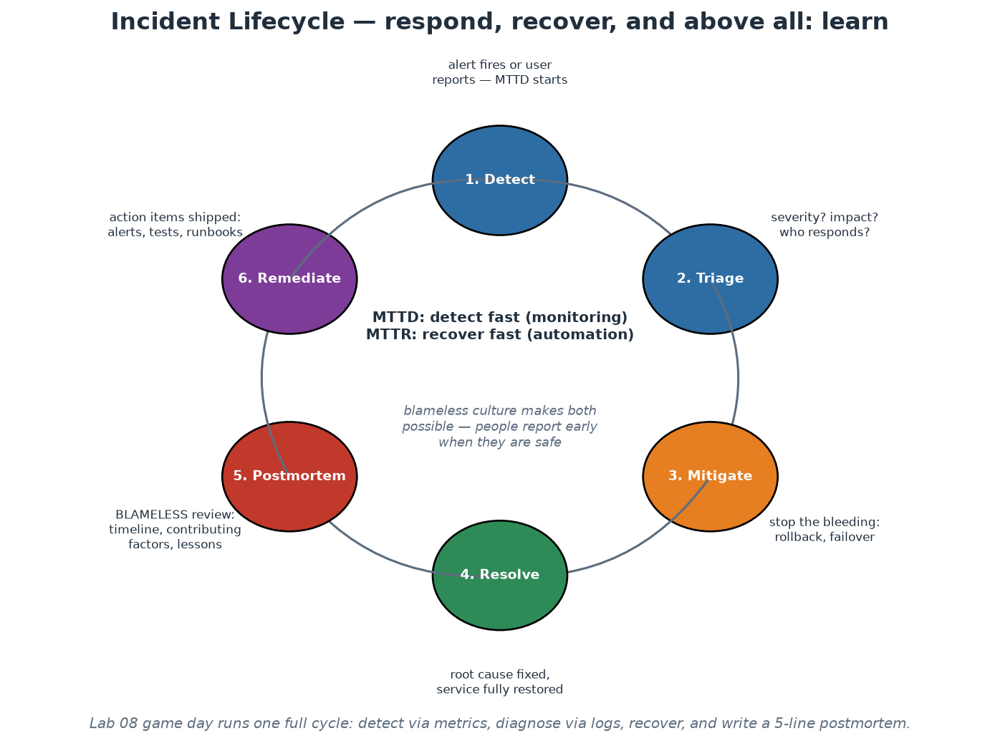 Incident Lifecycle — respond, recover, and above all: learn
alert fires or user
reports — MTTD starts
1. Detect
severity? impact?
who responds?
2. Triage
3. Mitigate
stop the bleeding:
rollback, failover
4. Resolve
root cause fixed,
service fully restored
5. Postmortem
BLAMELESS review:
timeline, contributing
factors, lessons
6. Remediate
action items shipped:
alerts, tests, runbooks
MTTD: detect fast (monitoring)
MTTR: recover fast (automation)
blameless culture makes both
possible — people report early
when they are safe
Lab 08 game day runs one full cycle: detect via metrics, diagnose via logs, recover, and write a 5-line postmortem.